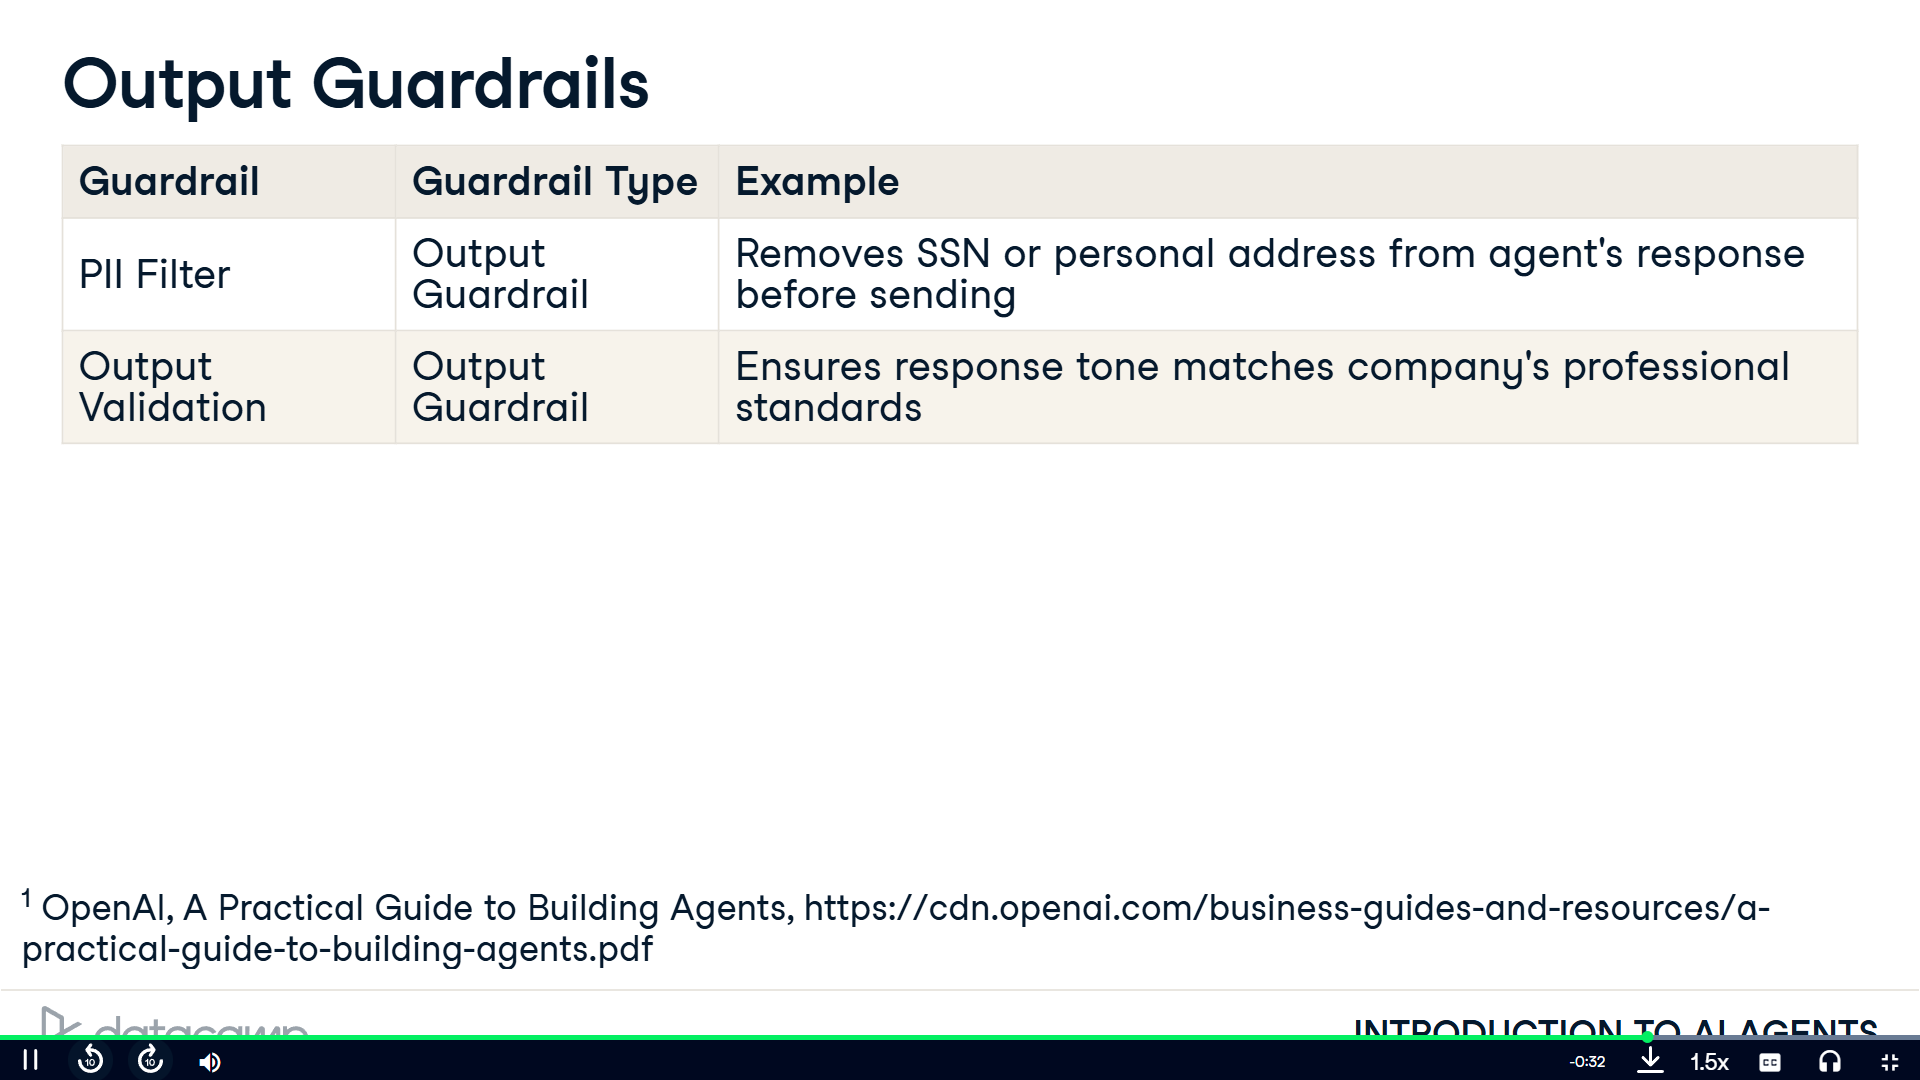 Output Guardrails
Guardrail
Guardrail Type
Example
PII Filter
Output
Guardrail
Removes SSN or personal address from agent's response
before sending
Output
Validation
Output
Guardrail
Ensures response tone matches company's professional
standards
1 OpenAI, A Practical Guide to Building Agents, https://cdn.openai.com/business-guides-and-resources/a-
practical-guide-to-building-agents.pdf
datacamp
INTRODUCTION TO AI AGENTS
10
10
-0:32
1.5x
CC